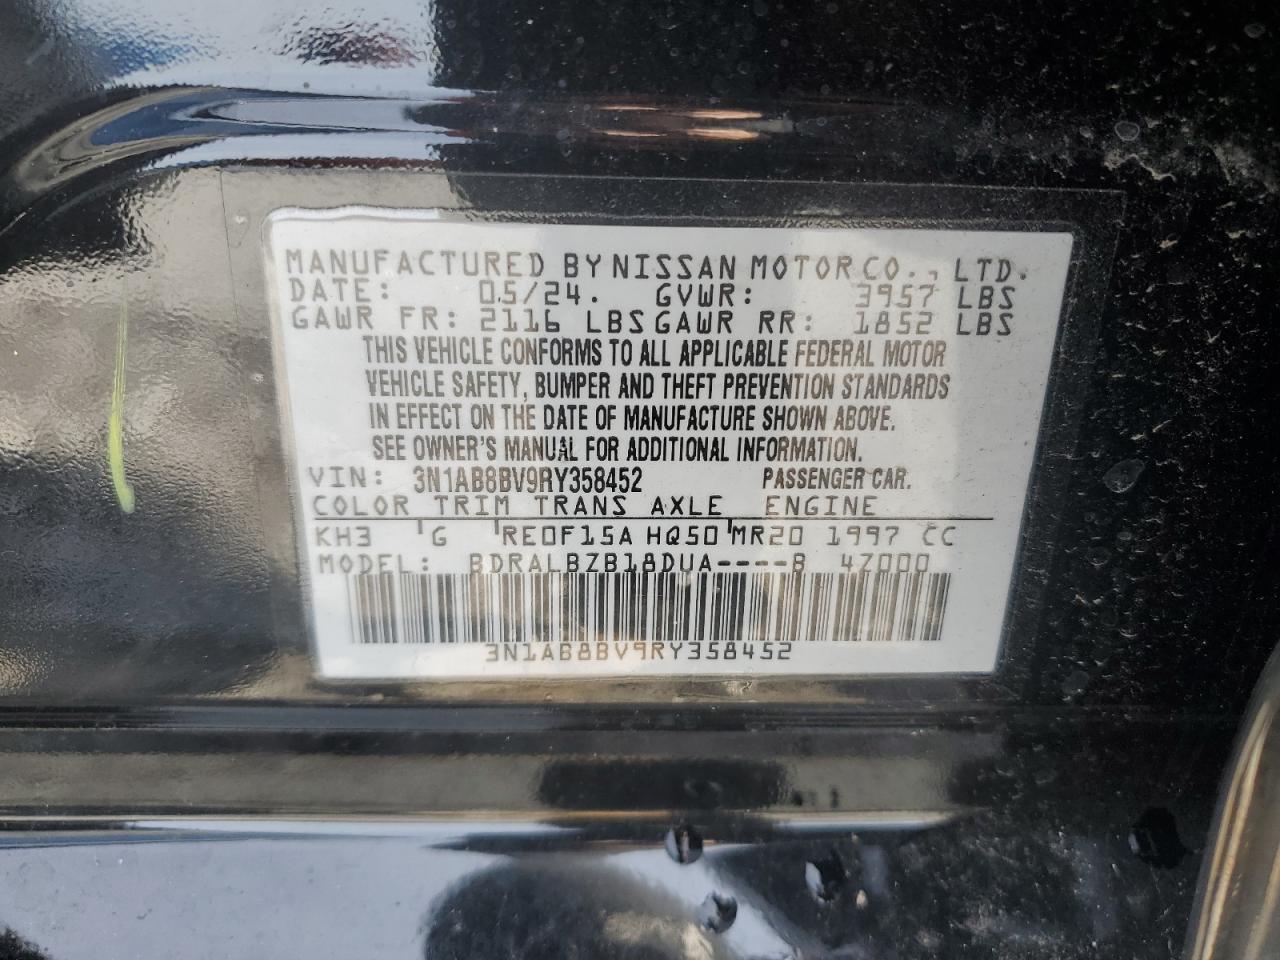 MANUFACTURED BY NISSAN MOTOR CO., LTD.
DATE: 05/24. GVWR: 3957 LBS
GAWR FR: 2116 LBS GAWR RR: 1852 LBS
THIS VEHICLE CONFORMS TO ALL APPLICABLE FEDERAL MOTOR
VEHICLE SAFETY, BUMPER AND THEFT PREVENTION STANDARDS
IN EFFECT ON THE DATE OF MANUFACTURE SHOWN ABOVE.
SEE OWNER'S MANUAL FOR ADDITIONAL INFORMATION.
VIN: 3N1AB8BV9RY358452 PASSENGER CAR.
COLOR TRIM TRANS AXLE ENGINE
KH3 G RE0F15A HQ50 MR20 1997 CC
MODEL: BDRALBZB18DUA----B 47000
3N1AB8BV9RY358452